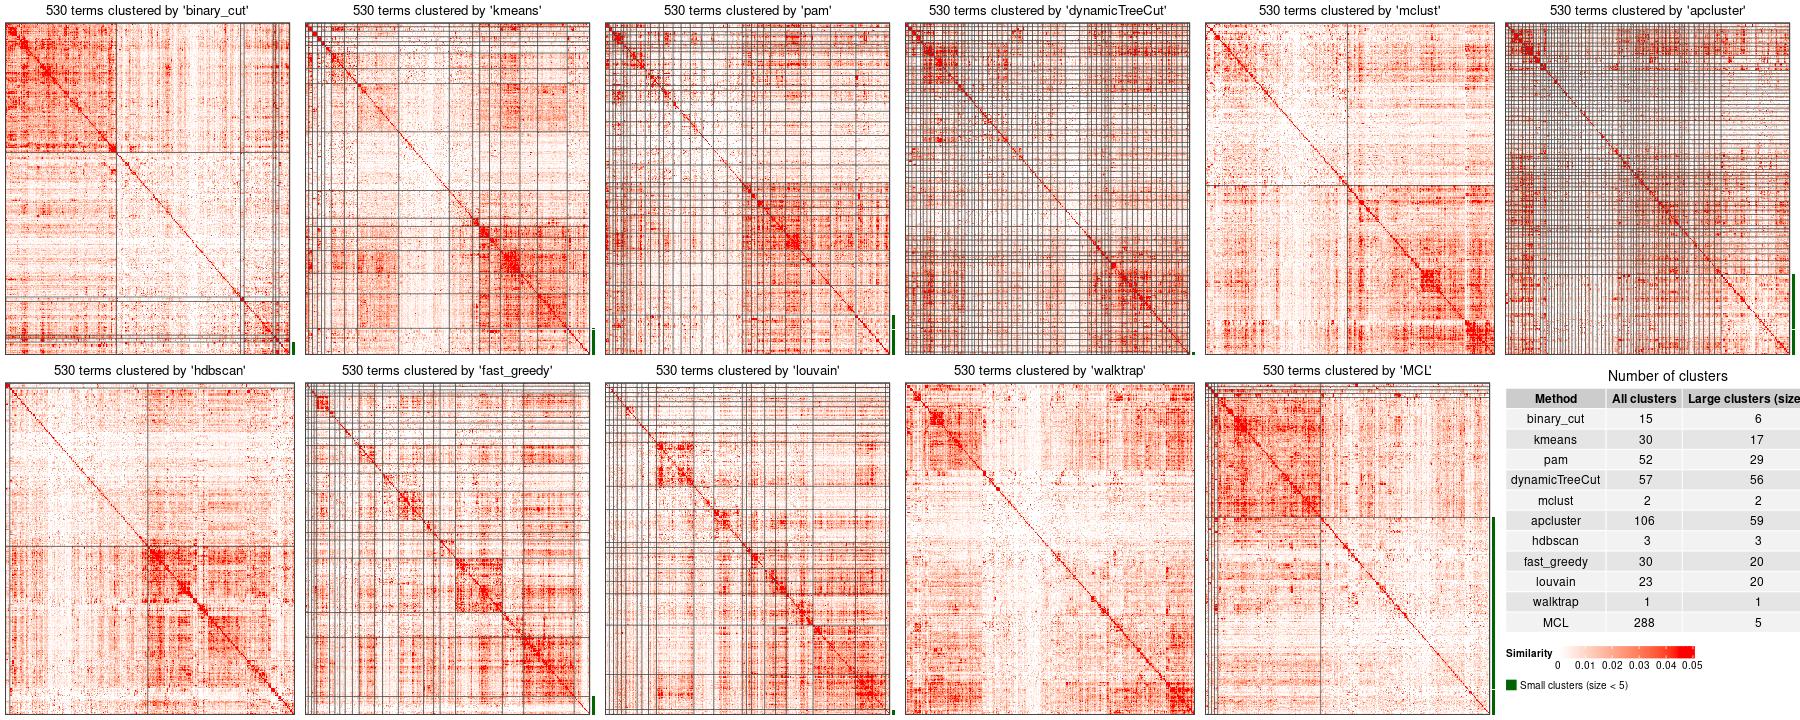 530 terms clustered by 'binary_cut'
530 terms clustered by 'kmeans'
530 terms clustered by 'pam'
530 terms clustered by 'dynamicTreeCut'
530 terms clustered by 'mclust'
530 terms clustered by 'apcluster'
530 terms clustered by 'hdbscan'
530 terms clustered by 'fast_greedy'
530 terms clustered by 'louvain'
530 terms clustered by 'walktrap'
530 terms clustered by 'MCL'
Number of clusters
Method All clusters Large clusters (size
binary_cut 15 6
kmeans 30 17
pam 52 29
dynamicTreeCut 57 56
mclust 2 2
apcluster 106 59
hdbscan 3 3
fast_greedy 30 20
louvain 23 20
walktrap 1 1
MCL 288 5
Similarity
0 0.01 0.02 0.03 0.04 0.05
Small clusters (size < 5)